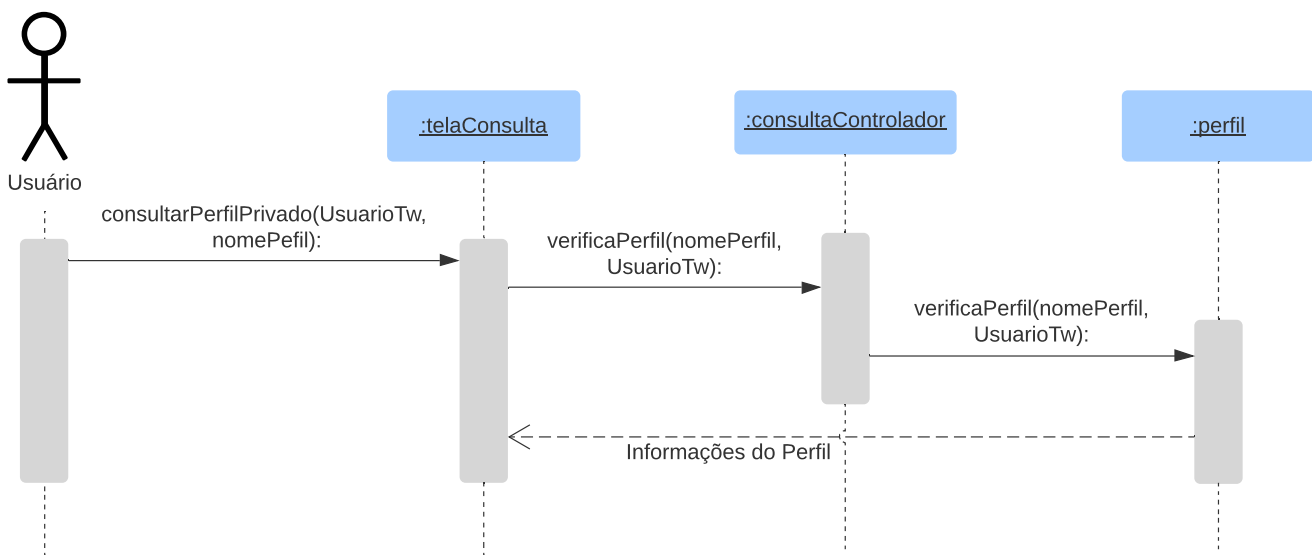 :telaConsulta
:consultaControlador
:perfil
Usuário
consultarPerfilPrivado(UsuarioTw,
nomePefil):
verificaPerfil(nomePerfil,
UsuarioTw):
verificaPerfil(nomePerfil,
UsuarioTw):
Informações do Perfil